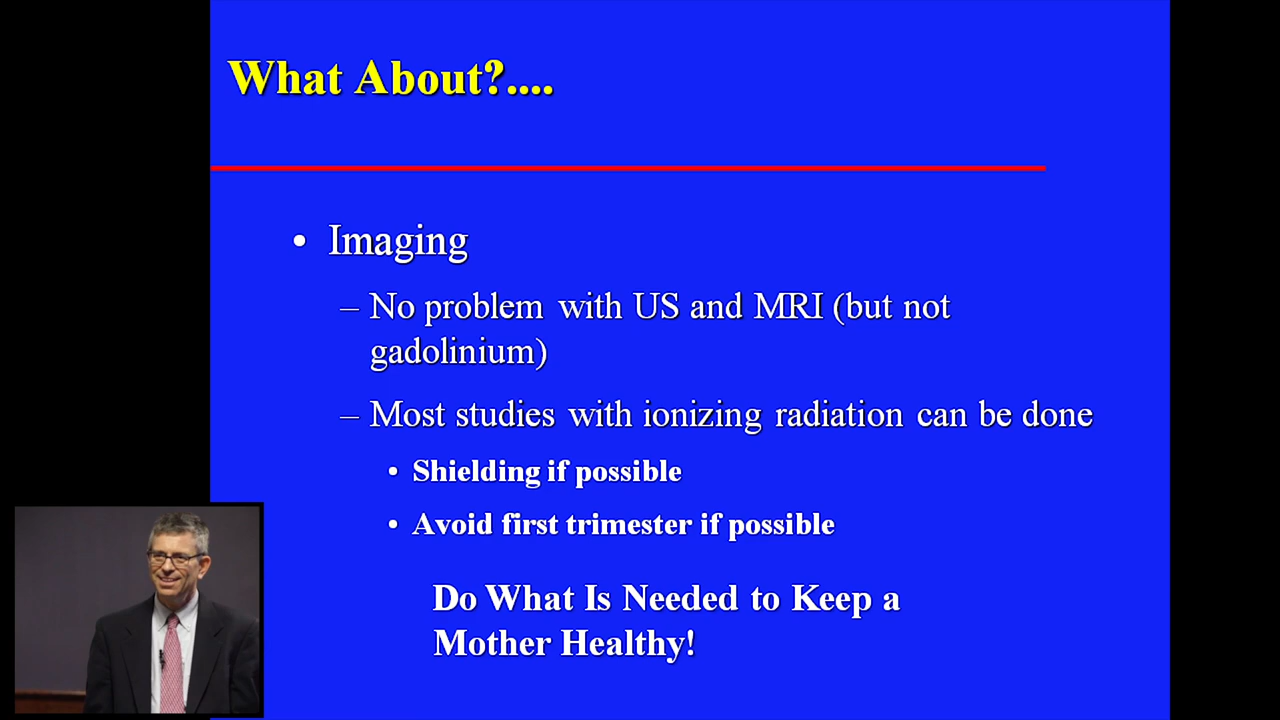 What About?....
• Imaging
– No problem with US and MRI (but not
gadolinium)
– Most studies with ionizing radiation can be done
• Shielding if possible
• Avoid first trimester if possible
Do What Is Needed to Keep a
Mother Healthy!